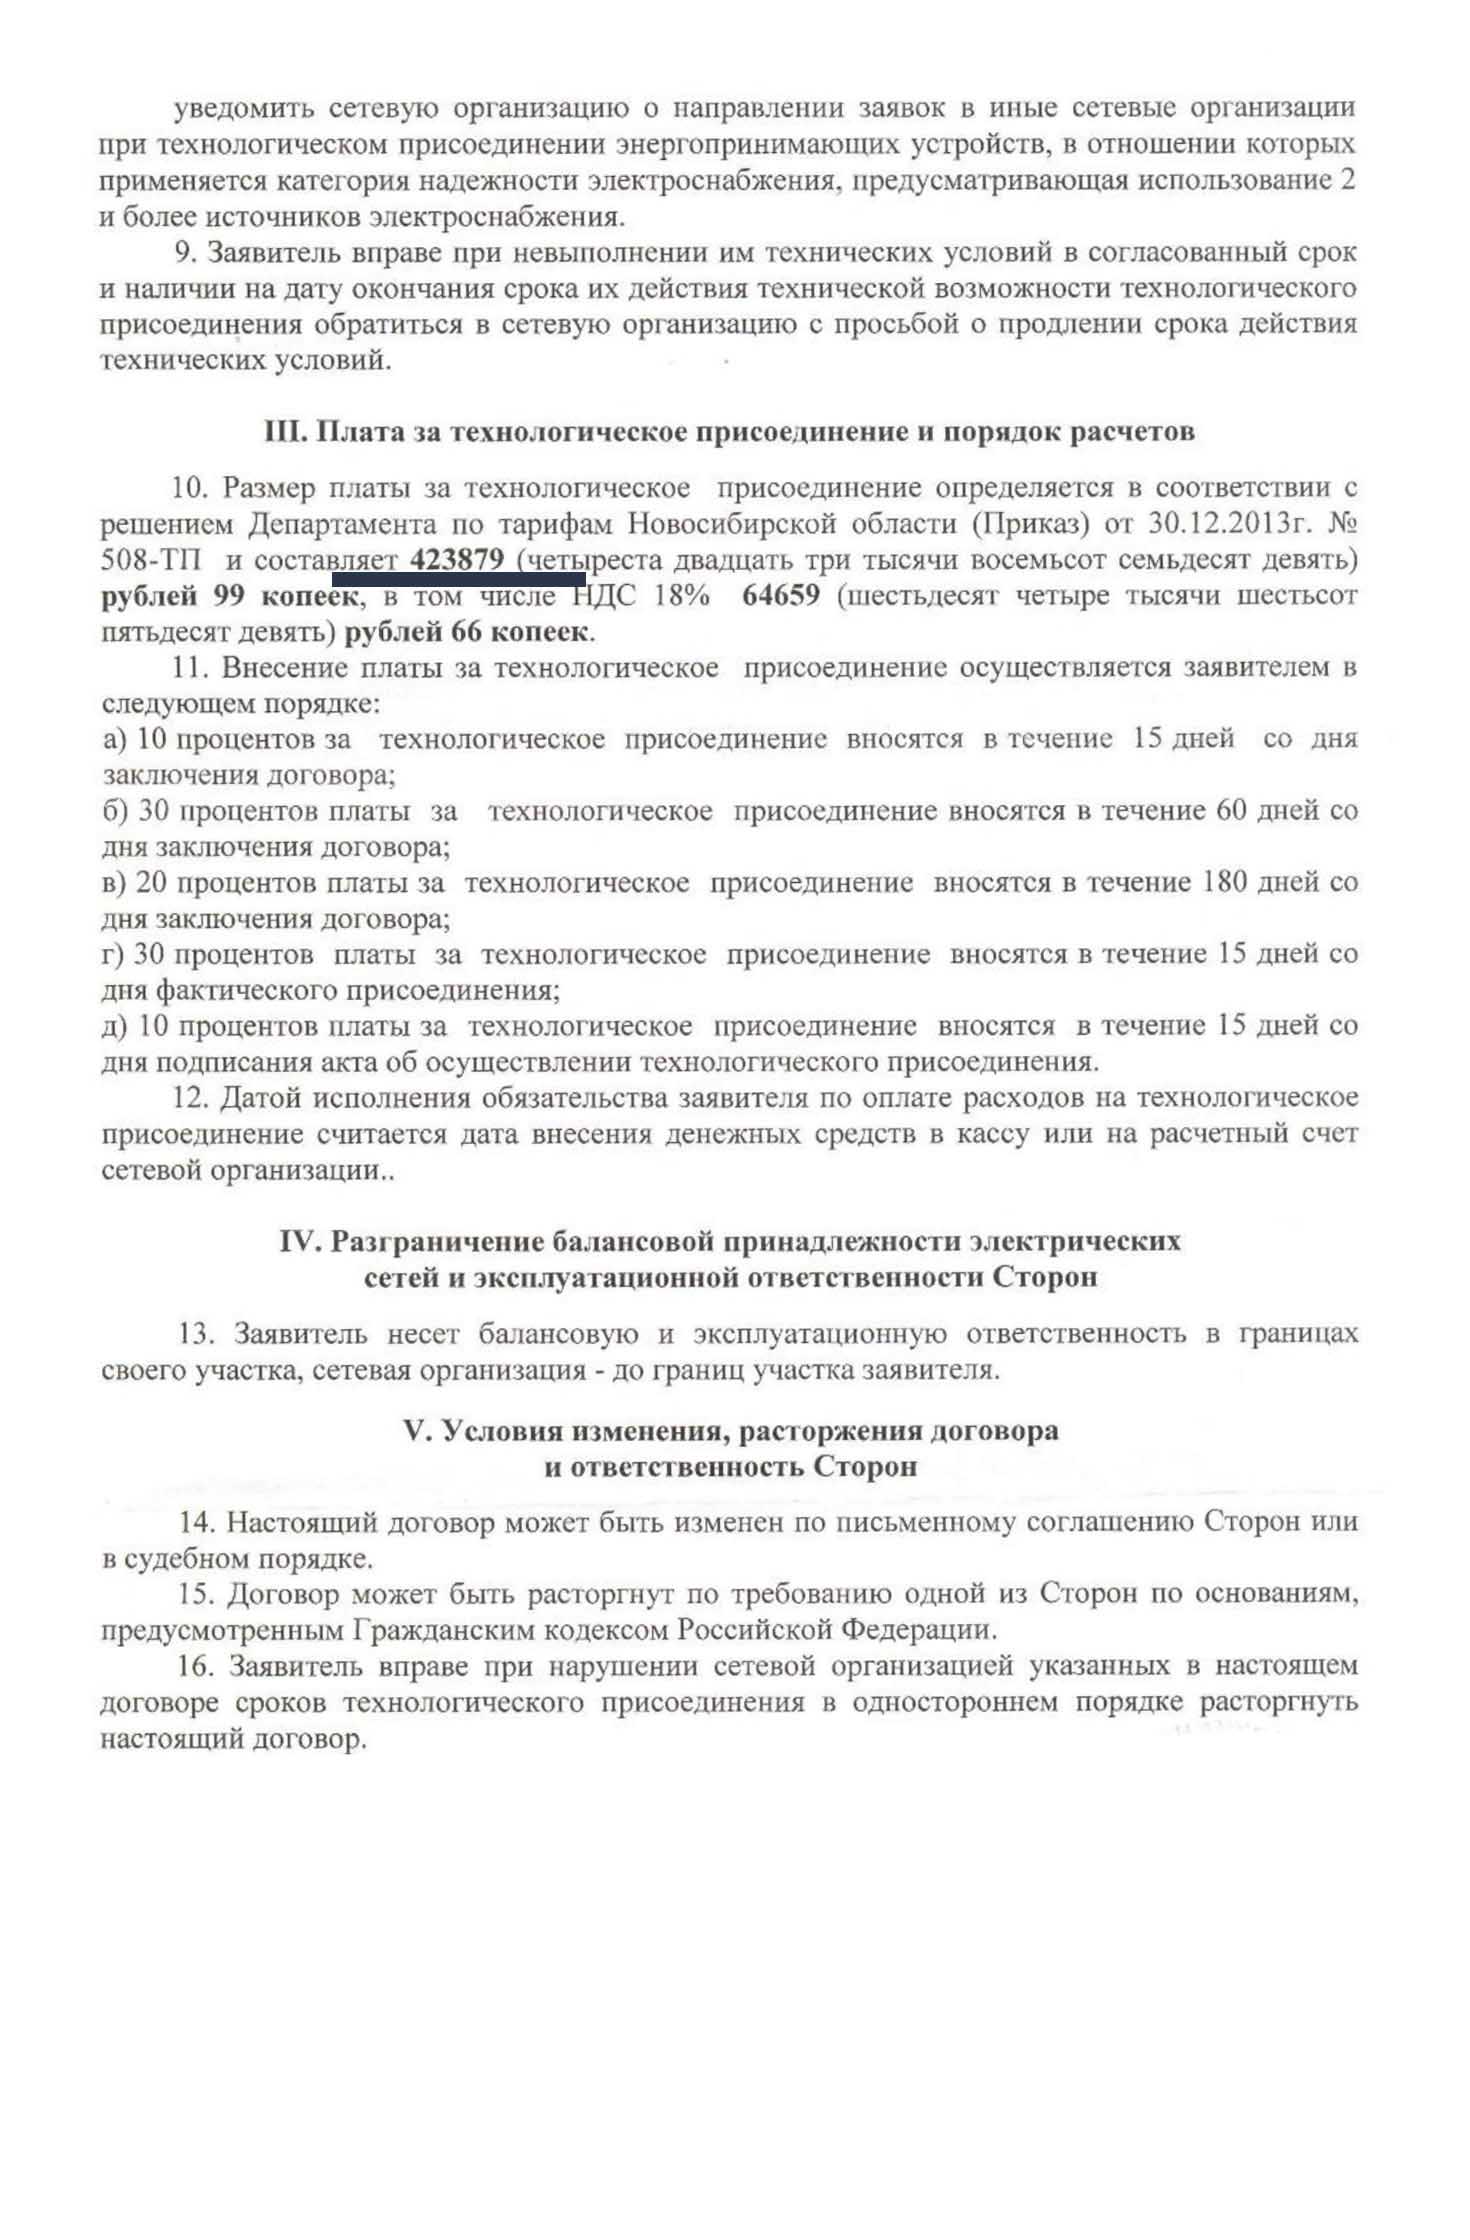 уведомить сетевую организацию о направлении заявок в иные сетевые организации
при технологическом присоединении энергопринимающих устройств, в отношении которых
применяется категория надежности электроснабжения, предусматривающая использование 2
и более источников электроснабжения.
9. Заявитель вправе при невыполнении им технических условий в согласованный срок
и наличии на дату окончания срока их действия технической возможности технологического
присоединения обратиться в сетевую организацию с просьбой о продлении срока действия
технических условий.
III. Плата за технологическое присоединение и порядок расчетов
10. Размер платы за технологическое присоединение определяется в соответствии с
решением Департамента по тарифам Новосибирской области (Приказ) от 30.12.2013г. №
508-ТП и составляет 423879 (четыреста двадцать три тысячи восемьсот семьдесят девять)
рублей 99 копеек, в том числе НДС 18% 64659 (шестьдесят четыре тысячи шестьсот
пятьдесят девять) рублей 66 копеек.
11. Внесение платы за технологическое присоединение осуществляется заявителем в
следующем порядке:
а) 10 процентов за технологическое присоединение вносятся в течение 15 дней со дня
заключения договора;
б) 30 процентов платы за технологическое присоединение вносятся в течение 60 дней со
дня заключения договора;
в) 20 процентов платы за технологическое присоединение вносятся в течение 180 дней со
дня заключения договора;
г) 30 процентов платы за технологическое присоединение вносятся в течение 15 дней со
дня фактического присоединения;
д) 10 процентов платы за технологическое присоединение вносятся в течение 15 дней со
дня подписания акта об осуществлении технологического присоединения.
12. Датой исполнения обязательства заявителя по оплате расходов на технологическое
присоединение считается дата внесения денежных средств в кассу или на расчетный счет
сетевой организации..
IV. Разграничение балансовой принадлежности электрических
сетей и эксплуатационной ответственности Сторон
13. Заявитель несет балансовую и эксплуатационную ответственность в границах
своего участка, сетевая организация - до границ участка заявителя.
V. Условия изменения, расторжения договора
и ответственность Сторон
14. Настоящий договор может быть изменен по письменному соглашению Сторон или
в судебном порядке.
15. Договор может быть расторгнут по требованию одной из Сторон по основаниям,
предусмотренным Гражданским кодексом Российской Федерации.
16. Заявитель вправе при нарушении сетевой организацией указанных в настоящем
договоре сроков технологического присоединения в одностороннем порядке расторгнуть
настоящий договор.